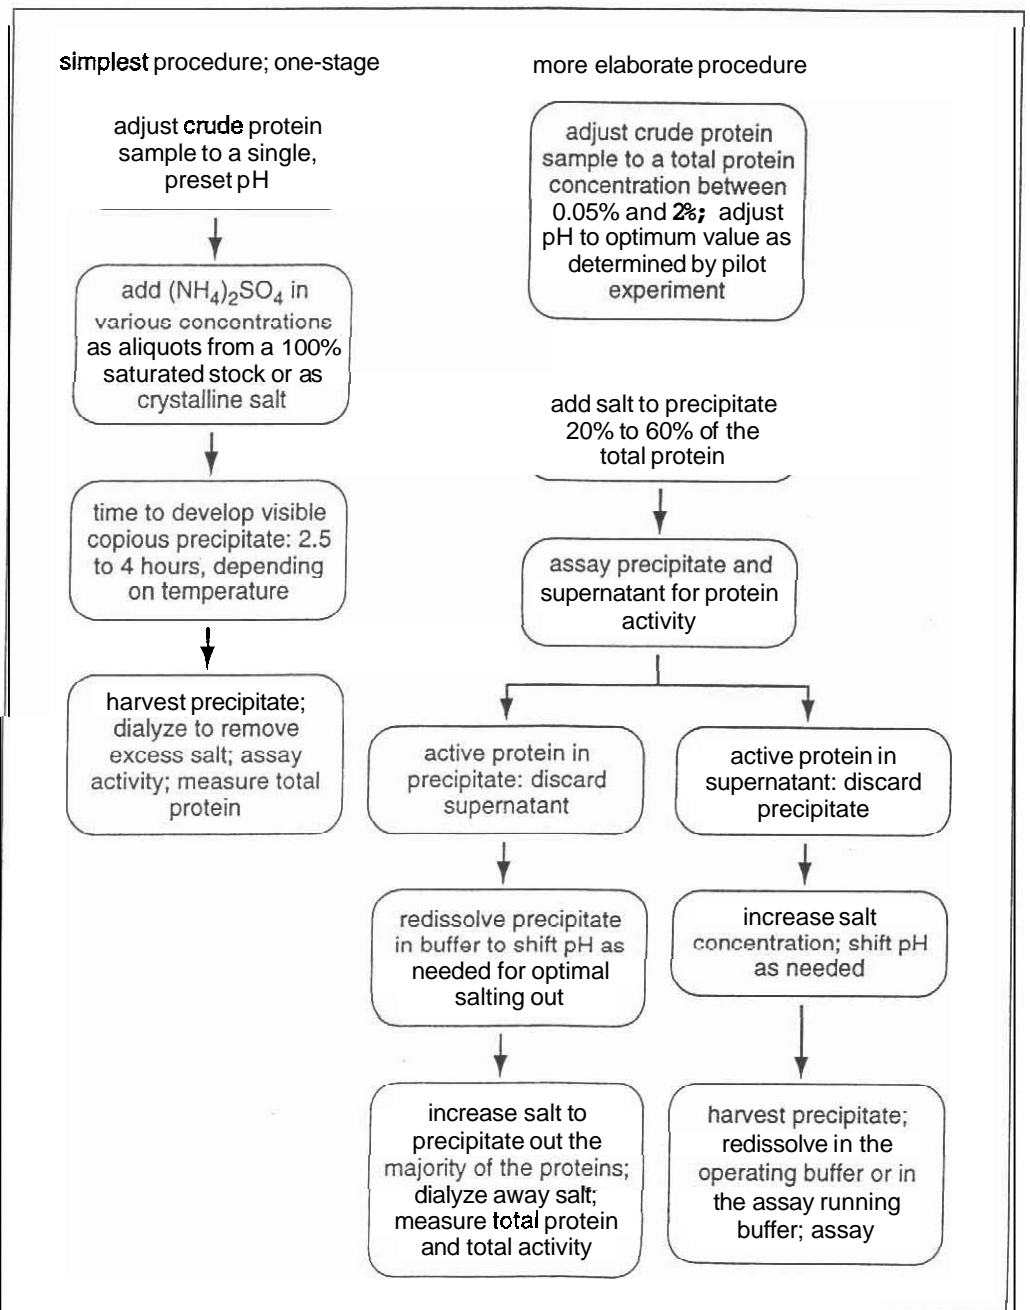 simplest procedure; one-stage
adjust crude protein
sample to a single,
preset pH
add (NH4)2SO4 in
various concentrations
as aliquots from a 100%
saturated stock or as
crystalline salt
time to develop visible
copious precipitate: 2.5
to 4 hours, depending
on temperature
harvest precipitate;
dialyze to remove
excess salt; assay
activity; measure total
protein
more elaborate procedure
adjust crude protein
sample to a total protein
concentration between
0.05% and 2%; adjust
pH to optimum value as
determined by pilot
experiment
add salt to precipitate
20% to 60% of the
total protein
assay precipitate and
supernatant for protein
activity
active protein in
precipitate: discard
supernatant
redissolve precipitate
in buffer to shift pH as
needed for optimal
salting out
increase salt to
precipitate out the
majority of the proteins;
dialyze away salt;
measure total protein
and total activity
active protein in
supernatant: discard
precipitate
increase salt
concentration; shift pH
as needed
harvest precipitate;
redissolve in the
operating buffer or in
the assay running
buffer; assay